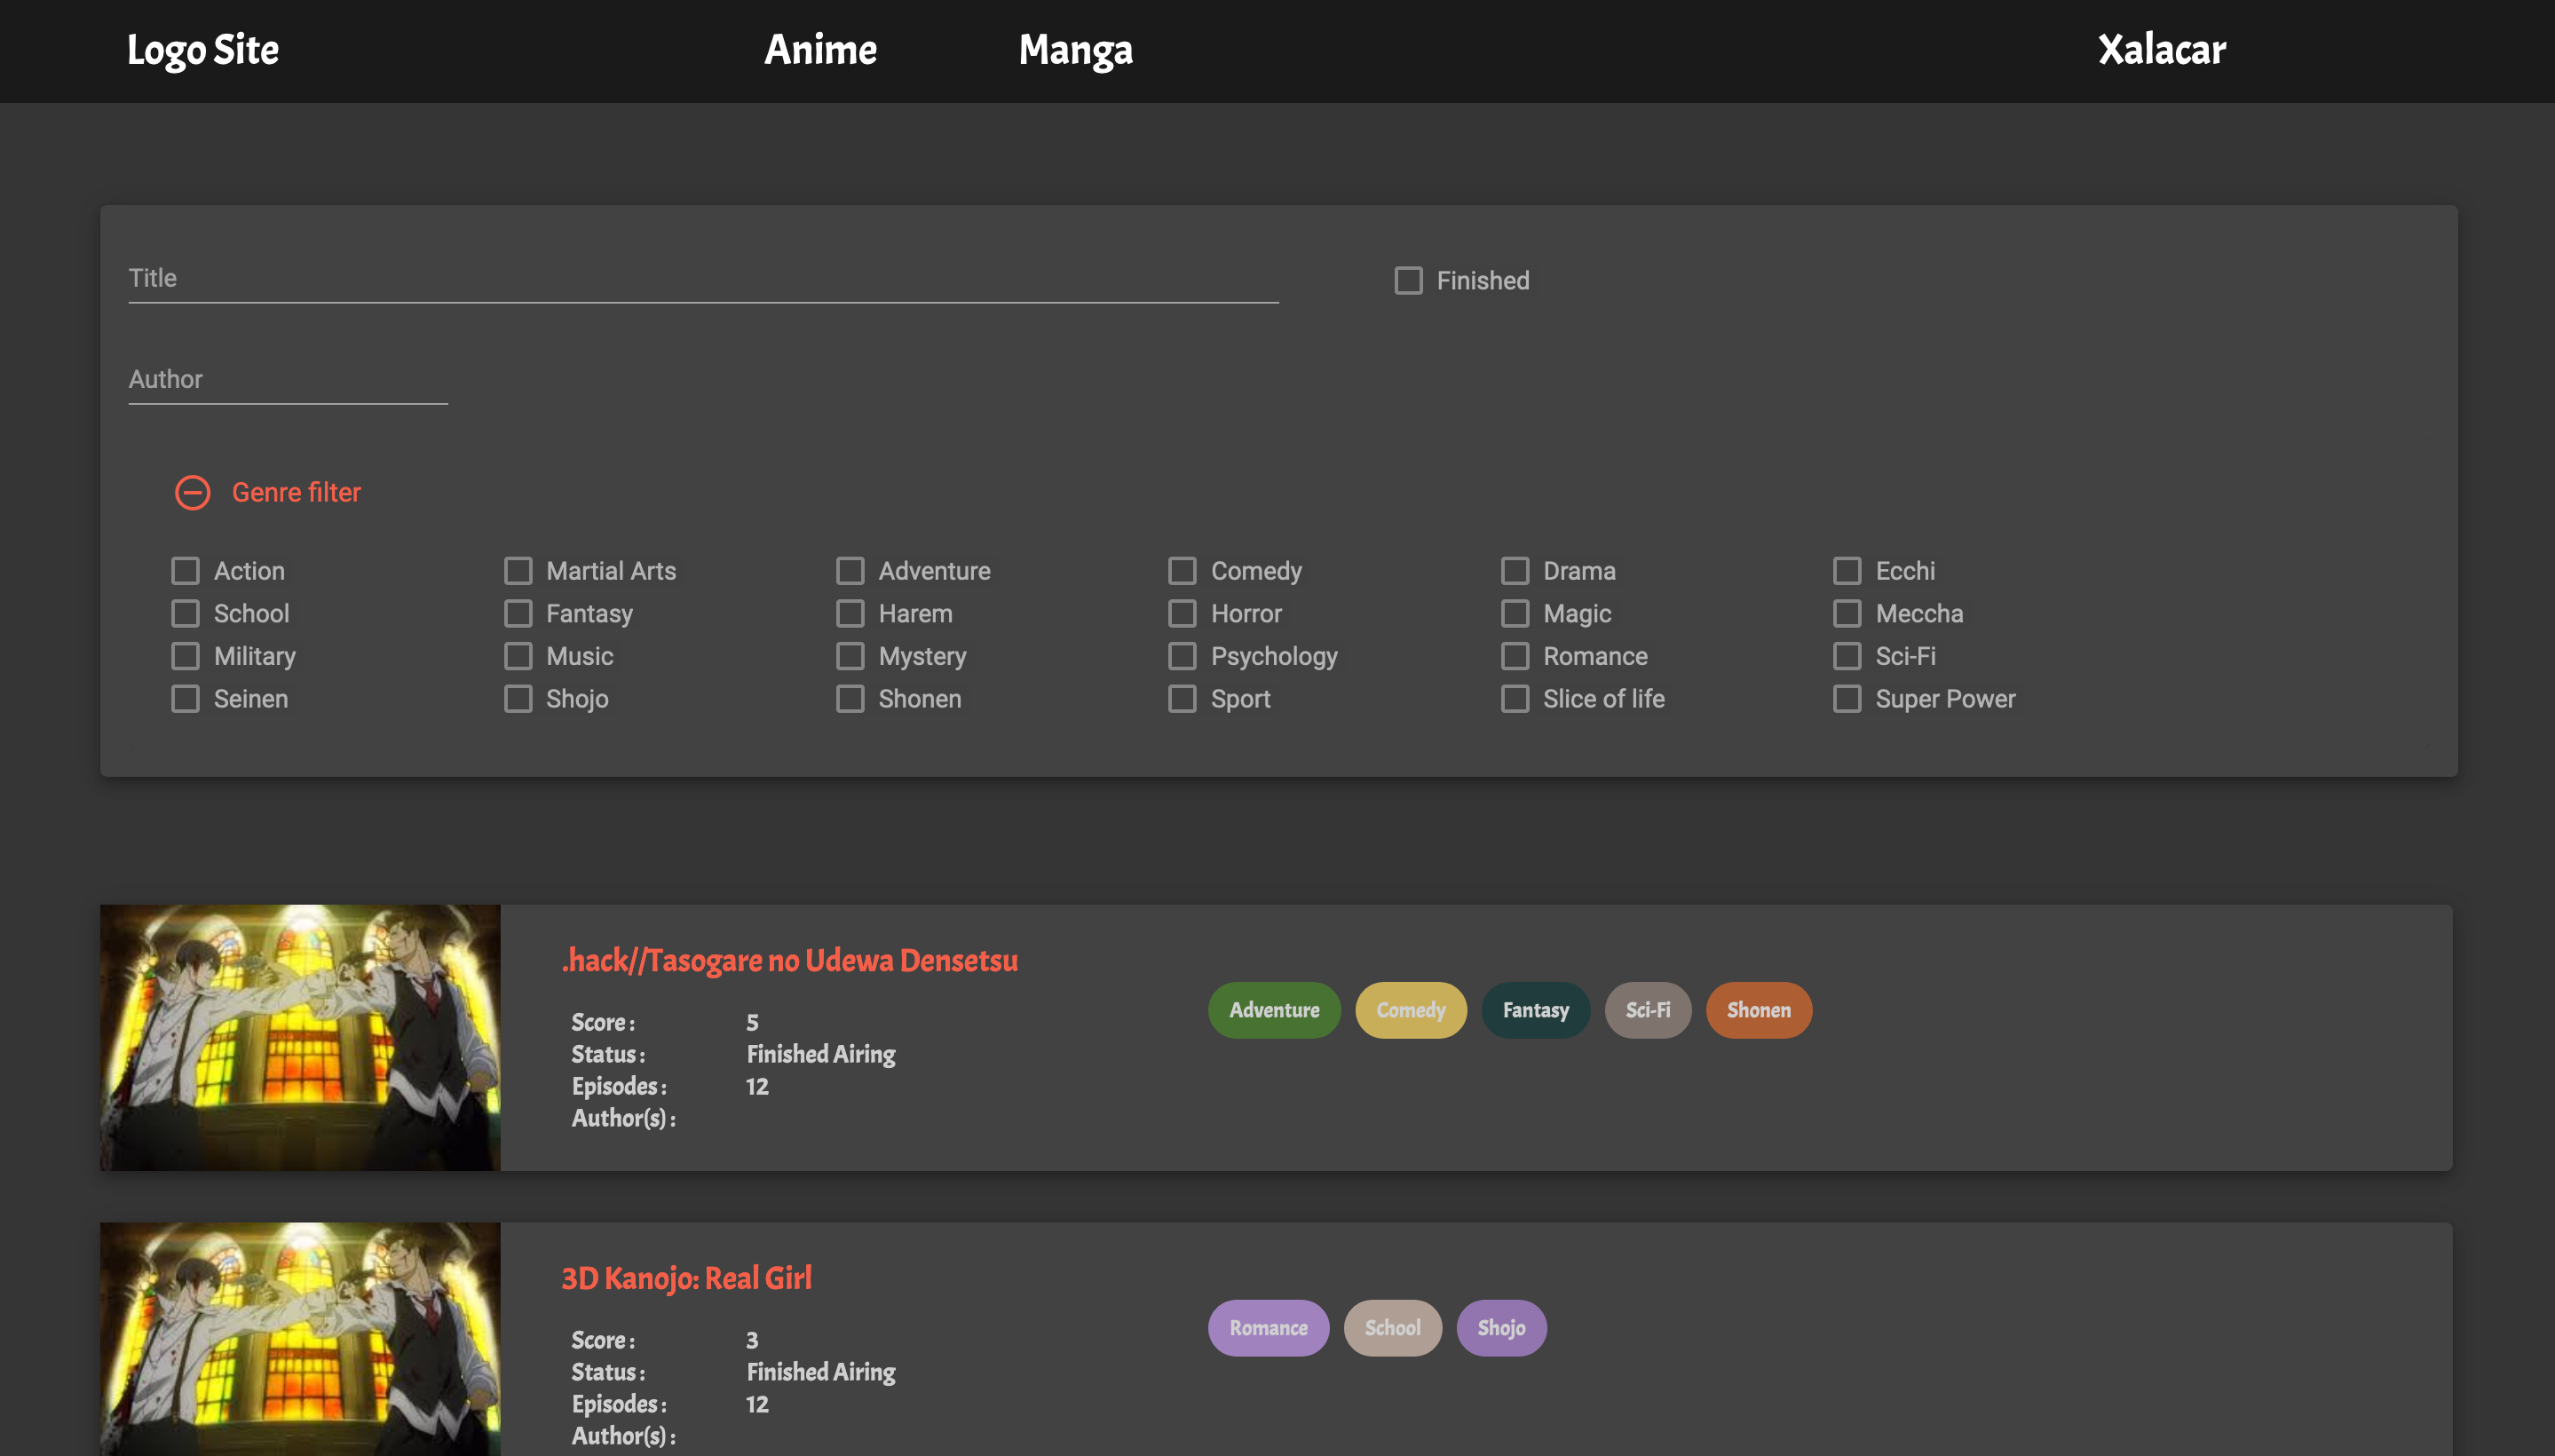 Logo Site Anime Manga Xalacar
Title Finished
Author
Genre filter
Action Martial Arts Adventure Comedy Drama Ecchi
School Fantasy Harem Horror Magic Meccha
Military Music Mystery Psychology Romance Sci-Fi
Seinen Shojo Shonen Sport Slice of life Super Power
.hack//Tasogare no Udewa Densetsu
Adventure Comedy Fantasy Sci-Fi Shonen
Score : 5
Status : Finished Airing
Episodes : 12
Author(s) :
3D Kanojo: Real Girl
Romance School Shojo
Score : 3
Status : Finished Airing
Episodes : 12
Author(s) :